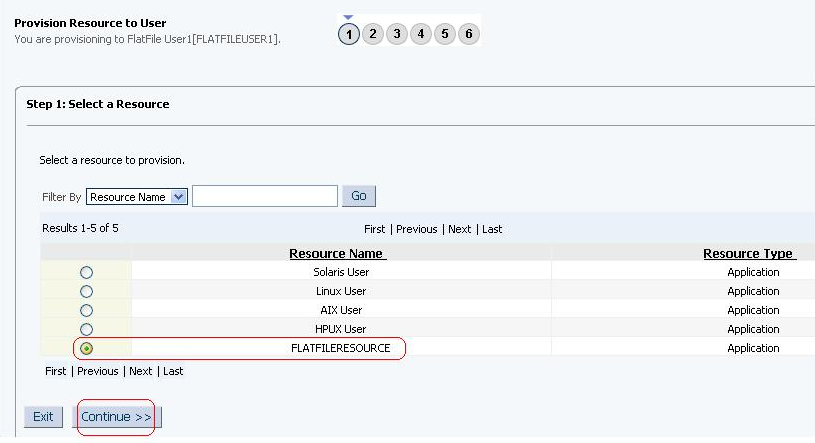 Provision Resource to User
You are provisioning to FlatFile User1[FLATFILEUSER1].
1 2 3 4 5 6
Step 1: Select a Resource
Select a resource to provision.
Filter By Resource Name Go
Results 1-5 of 5 First | Previous | Next | Last
Resource Name Resource Type
Solaris User Application
Linux User Application
AIX User Application
HPUX User Application
FLATFILERESOURCE Application
First | Previous | Next | Last
Exit Continue >>